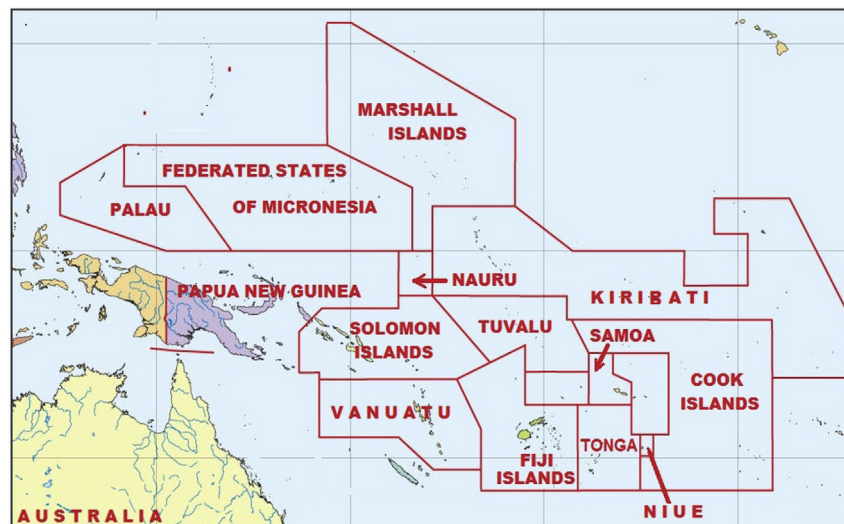 MARSHALL
ISLANDS
FEDERATED STATES
OF MICRONESIA
PALAU
NAURU
PAPUA NEW GUINEA
KIRIBATI
SOLOMON
ISLANDS
TUVALU
SAMOA
COOK
ISLANDS
VANUATU
TONGA
FIJI
ISLANDS
NIUE
AUSTRALIA